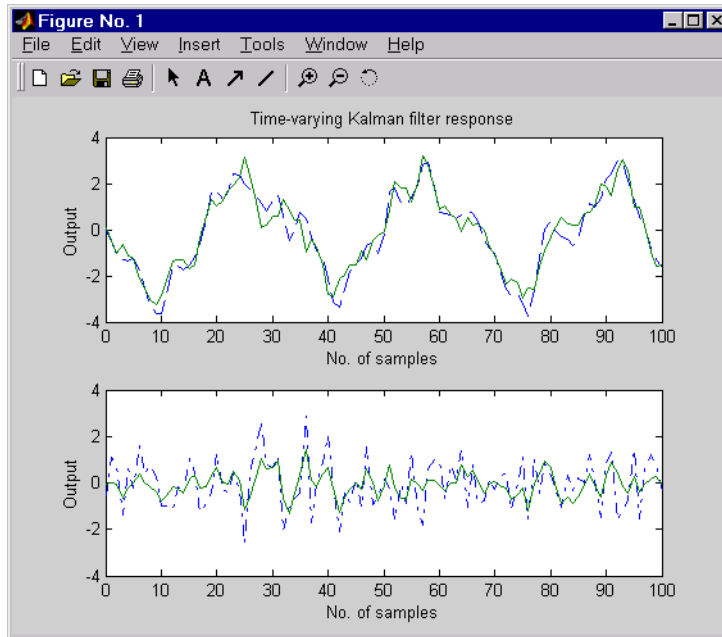 Figure No. 1
File Edit View Insert Tools Window Help
A
Time-varying Kalman filter response
4
2
0
-2
-4
Output
0 10 20 30 40 50 60 70 80 90 100
No. of samples
4
2
0
-2
-4
Output
0 10 20 30 40 50 60 70 80 90 100
No. of samples